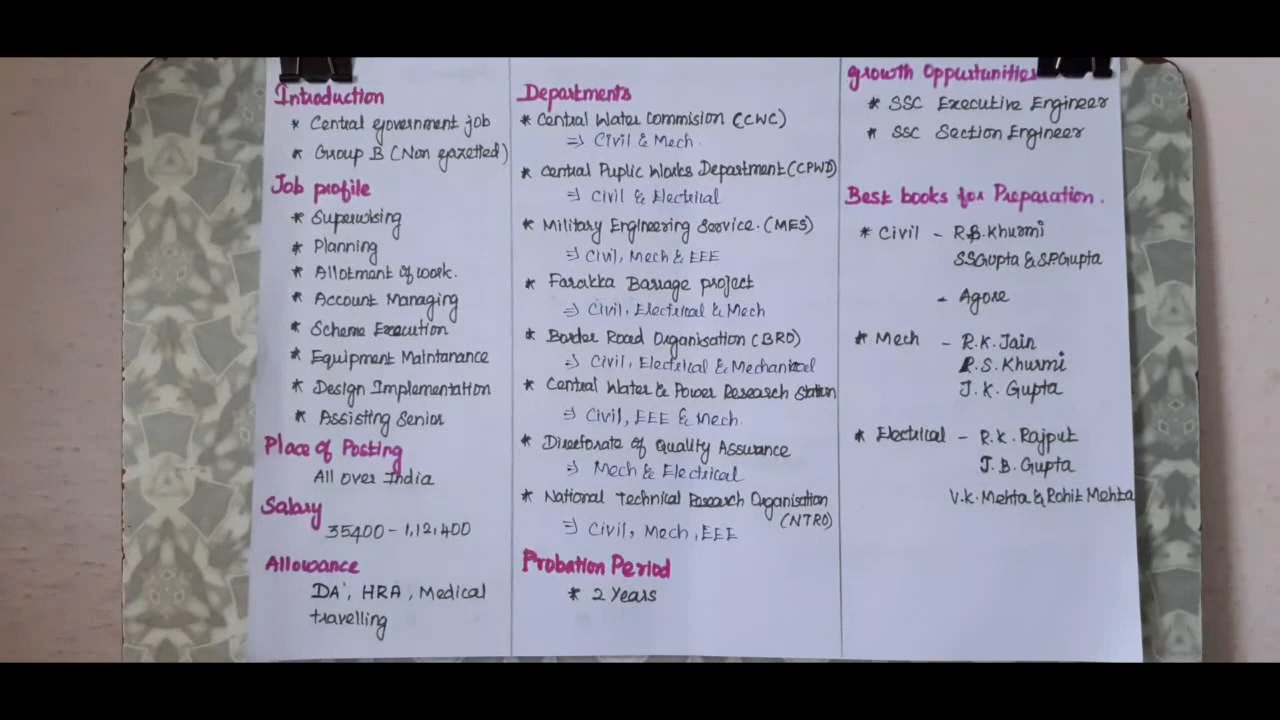 Introduction
* Central government job
* Group B (Non gazetted)
Job profile
* Supervising
* Planning
* Allotment of work.
* Account Managing
* Scheme Execution
* Equipment Maintanance
* Design Implementation
* Assisting Senior
Place of Posting
All over India
Salary
35400 - 1,12,400
Allowance
DA, HRA, Medical
travelling
Departments
* Central Water Commision (CWC)
⇒ Civil & Mech.
* Central Puplic Works Department (CPWD)
⇒ Civil & Electrical
* Military Engineering Service. (MES)
⇒ Civil, Mech & EEE
* Farakka Barrage project
⇒ Civil, Electrical & Mech
* Border Road Organisation (BRO)
⇒ Civil, Electrical & Mechanical
* Central Water & Power Research Station
⇒ Civil, EEE & Mech.
* Directorate of Quality Assurance
⇒ Mech & Electrical
* National Technical Research Organisation
(NTRO)
⇒ Civil, Mech, EEE
Probation Period
* 2 Years
growth Oppurtunities
* SSC Executive Engineer
* SSC Section Engineer
Best books for Preparation.
* Civil - R.S.Khurmi
SSGupta & S.P.Gupta
- Agore
* Mech - R.K. Jain
R.S. Khurmi
J.K. Gupta
* Electrical - R.K. Rajput
J.B. Gupta
V.K. Mehta & Rohit Mehta